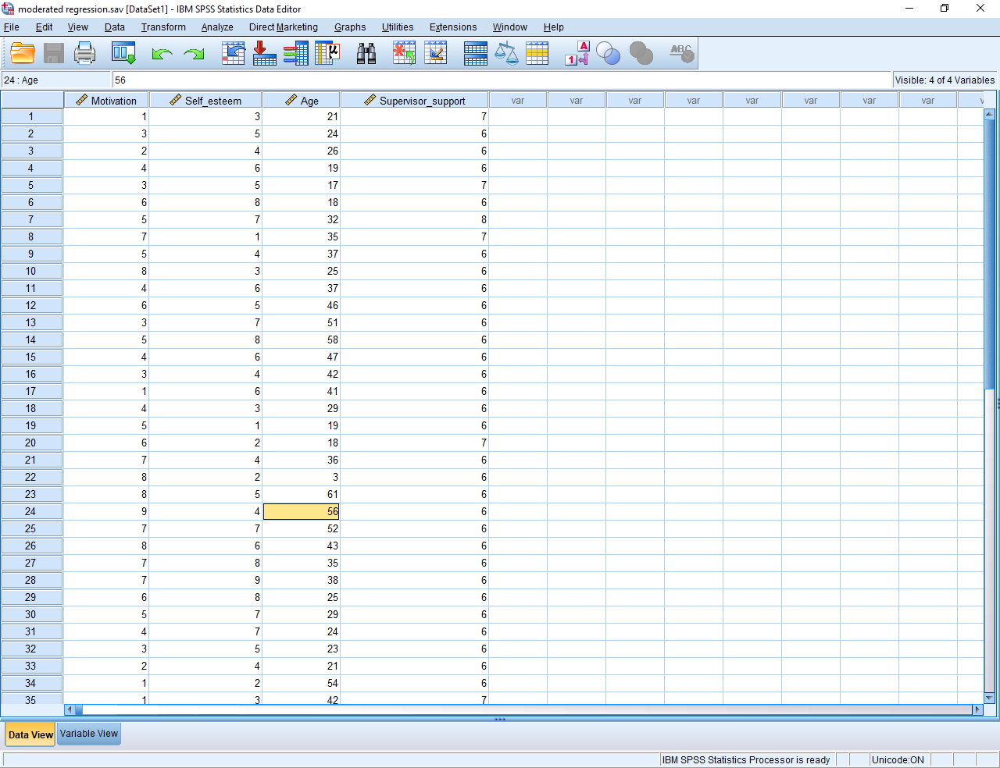 moderated regression.sav [DataSet1] - IBM SPSS Statistics Data Editor
File Edit View Data Transform Analyze Direct Marketing Graphs Utilities Extensions Window Help
24 : Age 56 Visible: 4 of 4 Variables
Motivation Self_esteem Age Supervisor_support var var var var var var var var
1 1 3 21 7
2 3 5 24 6
3 2 4 26 6
4 4 6 19 6
5 3 5 17 7
6 6 8 18 6
7 5 7 32 8
8 7 1 35 7
9 5 4 37 6
10 8 3 25 6
11 4 6 37 6
12 6 5 46 6
13 3 7 51 6
14 5 8 58 6
15 4 6 47 6
16 3 4 42 6
17 1 6 41 6
18 4 3 29 6
19 5 1 19 6
20 6 2 18 7
21 7 4 36 6
22 8 2 3 6
23 8 5 61 6
24 9 4 56 6
25 7 7 52 6
26 8 6 43 6
27 7 8 35 6
28 7 9 38 6
29 6 8 25 6
30 5 7 29 6
31 4 7 24 6
32 3 5 23 6
33 2 4 21 6
34 1 2 54 6
35 1 3 42 7
Data View Variable View
IBM SPSS Statistics Processor is ready Unicode:ON